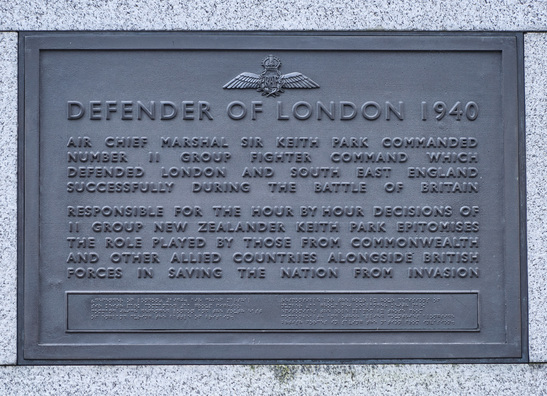 DEFENDER OF LONDON 1940
AIR CHIEF MARSHAL SIR KEITH PARK COMMANDED
NUMBER 11 GROUP FIGHTER COMMAND WHICH
DEFENDED LONDON AND SOUTH EAST ENGLAND
SUCCESSFULLY DURING THE BATTLE OF BRITAIN
RESPONSIBLE FOR THE HOUR BY HOUR DECISIONS OF
11 GROUP NEW ZEALANDER KEITH PARK EPITOMISES
THE ROLE PLAYED BY THOSE FROM COMMONWEALTH
AND OTHER ALLIED COUNTRIES ALONGSIDE BRITISH
FORCES IN SAVING THE NATION FROM INVASION